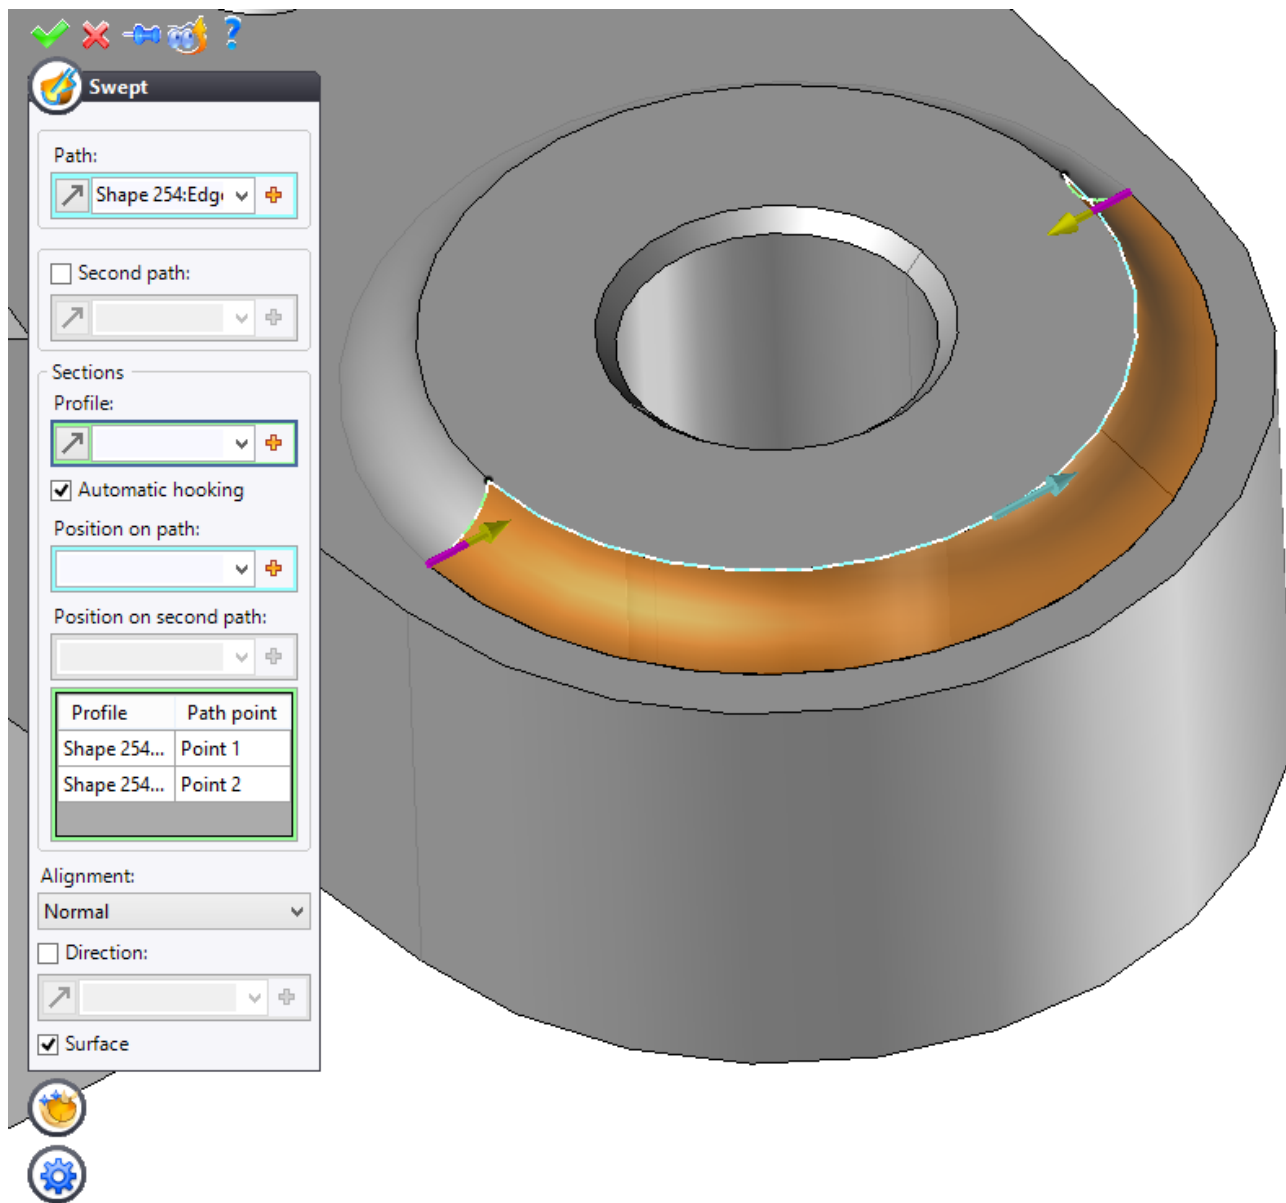 Swept
Path:
Shape 254:Edg
Second path:
Sections
Profile:
Automatic hooking
Position on path:
Position on second path:
Profile Path point
Shape 254... Point 1
Shape 254... Point 2
Alignment:
Normal
Direction:
Surface